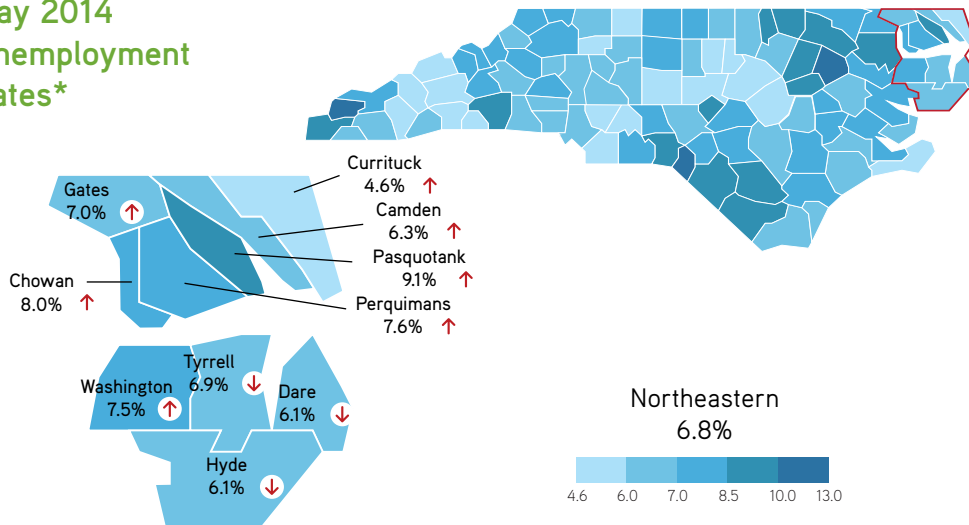 ay 2014
nemployment
ates*
Currituck
4.6%
Gates
7.0%
Camden
6.3%
Pasquotank
9.1%
Chowan
8.0%
Perquimans
7.6%
Tyrrell
6.9%
Washington
7.5%
Dare
6.1%
Hyde
6.1%
Northeastern
6.8%
4.6 6.0 7.0 8.5 10.0 13.0